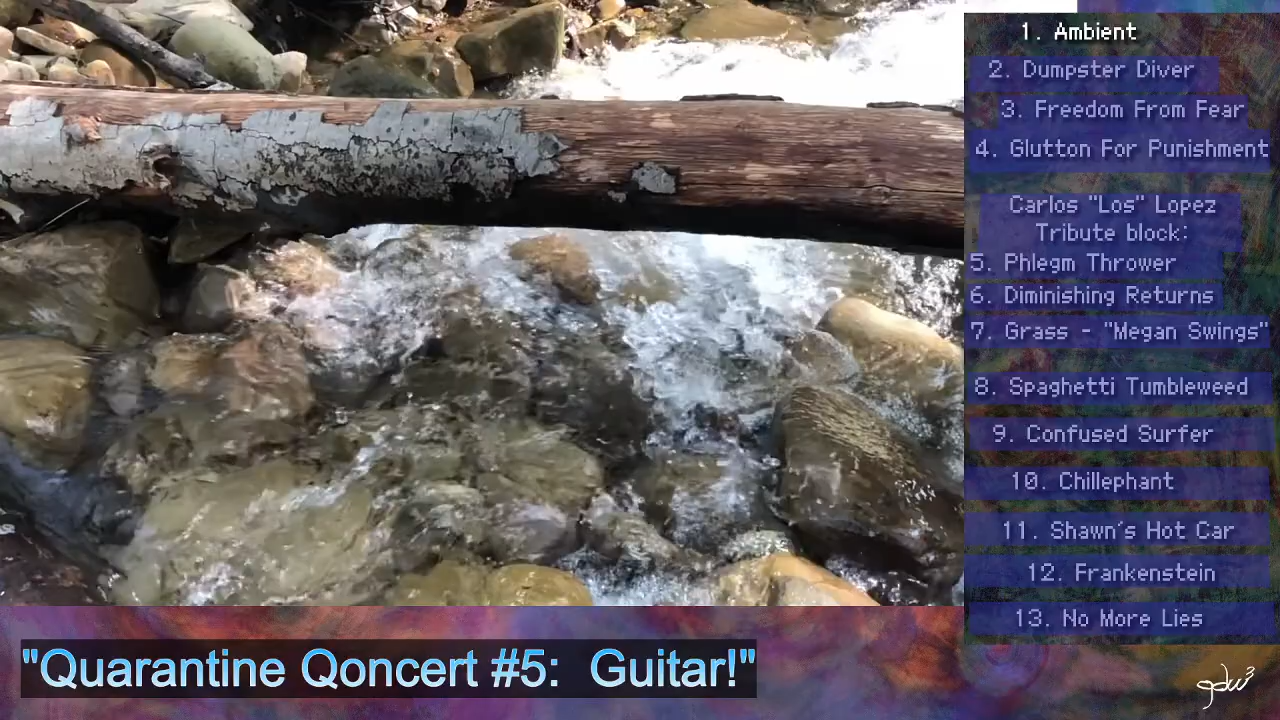 1. Ambient
2. Dumpster Diver
3. Freedom From Fear
4. Glutton For Punishment
Carlos "Los" Lopez
Tribute block:
5. Phlegm Thrower
6. Diminishing Returns
7. Grass - "Megan Swings"
8. Spaghetti Tumbleweed
9. Confused Surfer
10. Chillephant
11. Shawn's Hot Car
12. Frankenstein
13. No More Lies
"Quarantine Qoncert #5:  Guitar!"
gdw3